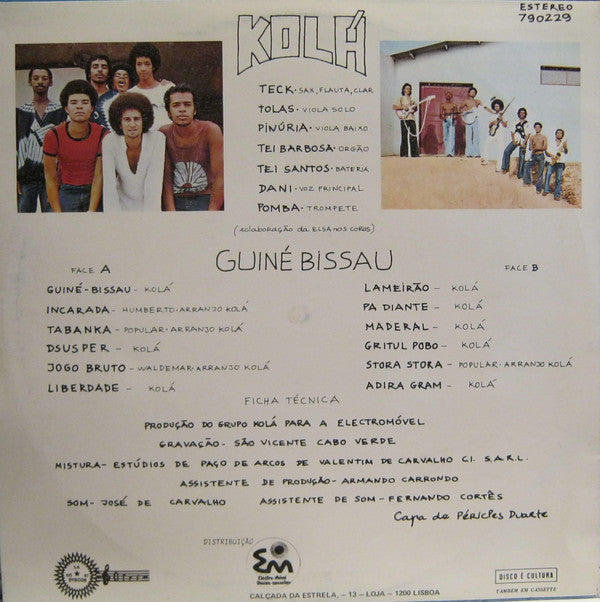 ESTEREO
790229
KOLÁ
TECK · SAX, FLAUTA, CLAR
TOLAS · VIOLA SOLO
PINÚRIA · VIOLA BAIXO
TEI BARBOSA · ORGÃO
TEI SANTOS · BATERIA
DANI · VOZ PRINCIPAL
POMBA · TROMPETE
(COLABORAÇÃO DA ELSA NOS COROS)
GUINÉ BISSAU
FACE A
GUINÉ-BISSAU - KOLÁ
INCARADA - HUMBERTO · ARRANJO KOLÁ
TABANKA - POPULAR · ARRANJO KOLÁ
DSUSPER - KOLÁ
JOGO BRUTO - WALDEMAR · ARRANJO KOLÁ
LIBERDADE - KOLÁ
FACE B
LAMEIRÃO - KOLÁ
PA DIANTE - KOLÁ
MADERAL - KOLÁ
GRITUL POBO - KOLÁ
STORA STORA - POPULAR · ARRANJO KOLÁ
ADIRA GRAM - KOLÁ
FICHA TÉCNICA
PRODUÇÃO DO GRUPO KOLÁ PARA A ELECTROMÓVEL
GRAVAÇÃO - SÃO VICENTE CABO VERDE
MISTURA - ESTÚDIOS DE PAÇO DE ARCOS DE VALENTIM DE CARVALHO C.I. S.A.R.L.
ASSISTENTE DE PRODUÇÃO - ARMANDO CARRONDO
SOM - JOSÉ DE CARVALHO ASSISTENTE DE SOM - FERNANDO CORTÊS
Capa de Péricles Duarte
DISTRIBUIÇÃO
EM
Electro Móvel
Discos cassettes
CALÇADA DA ESTRELA, - 13 - LOJA - 1200 LISBOA
DISCOS
DISCO É CULTURA
TAMBÉM EM CASSETTE